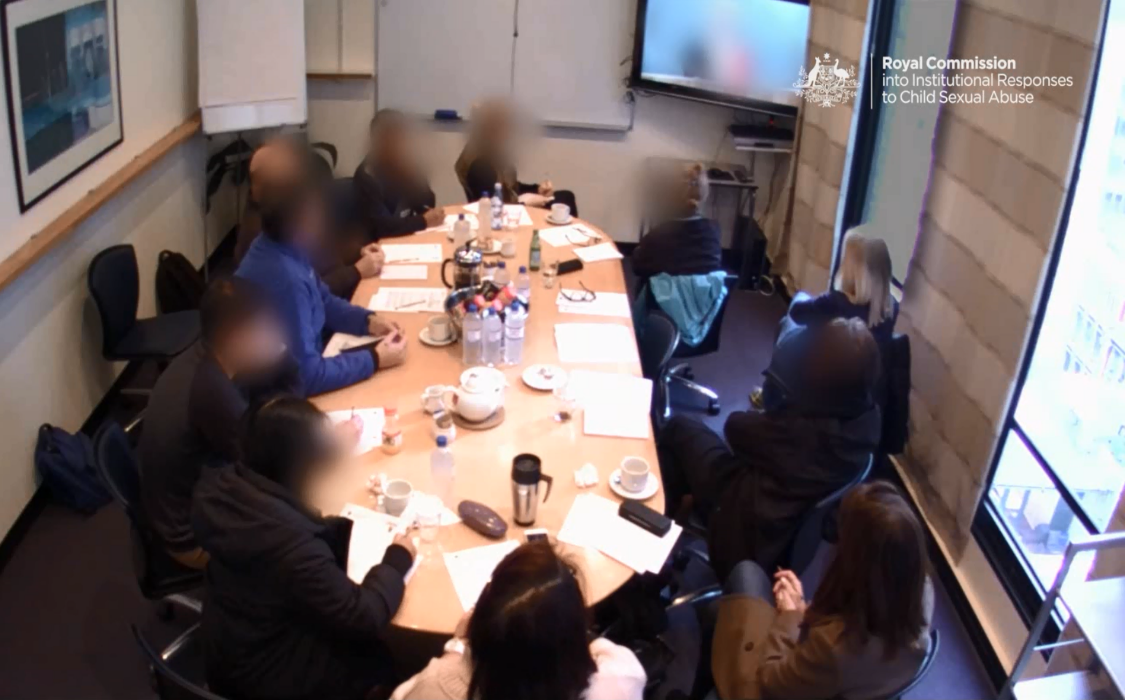 Royal Commission
into Institutional Responses
to Child Sexual Abuse